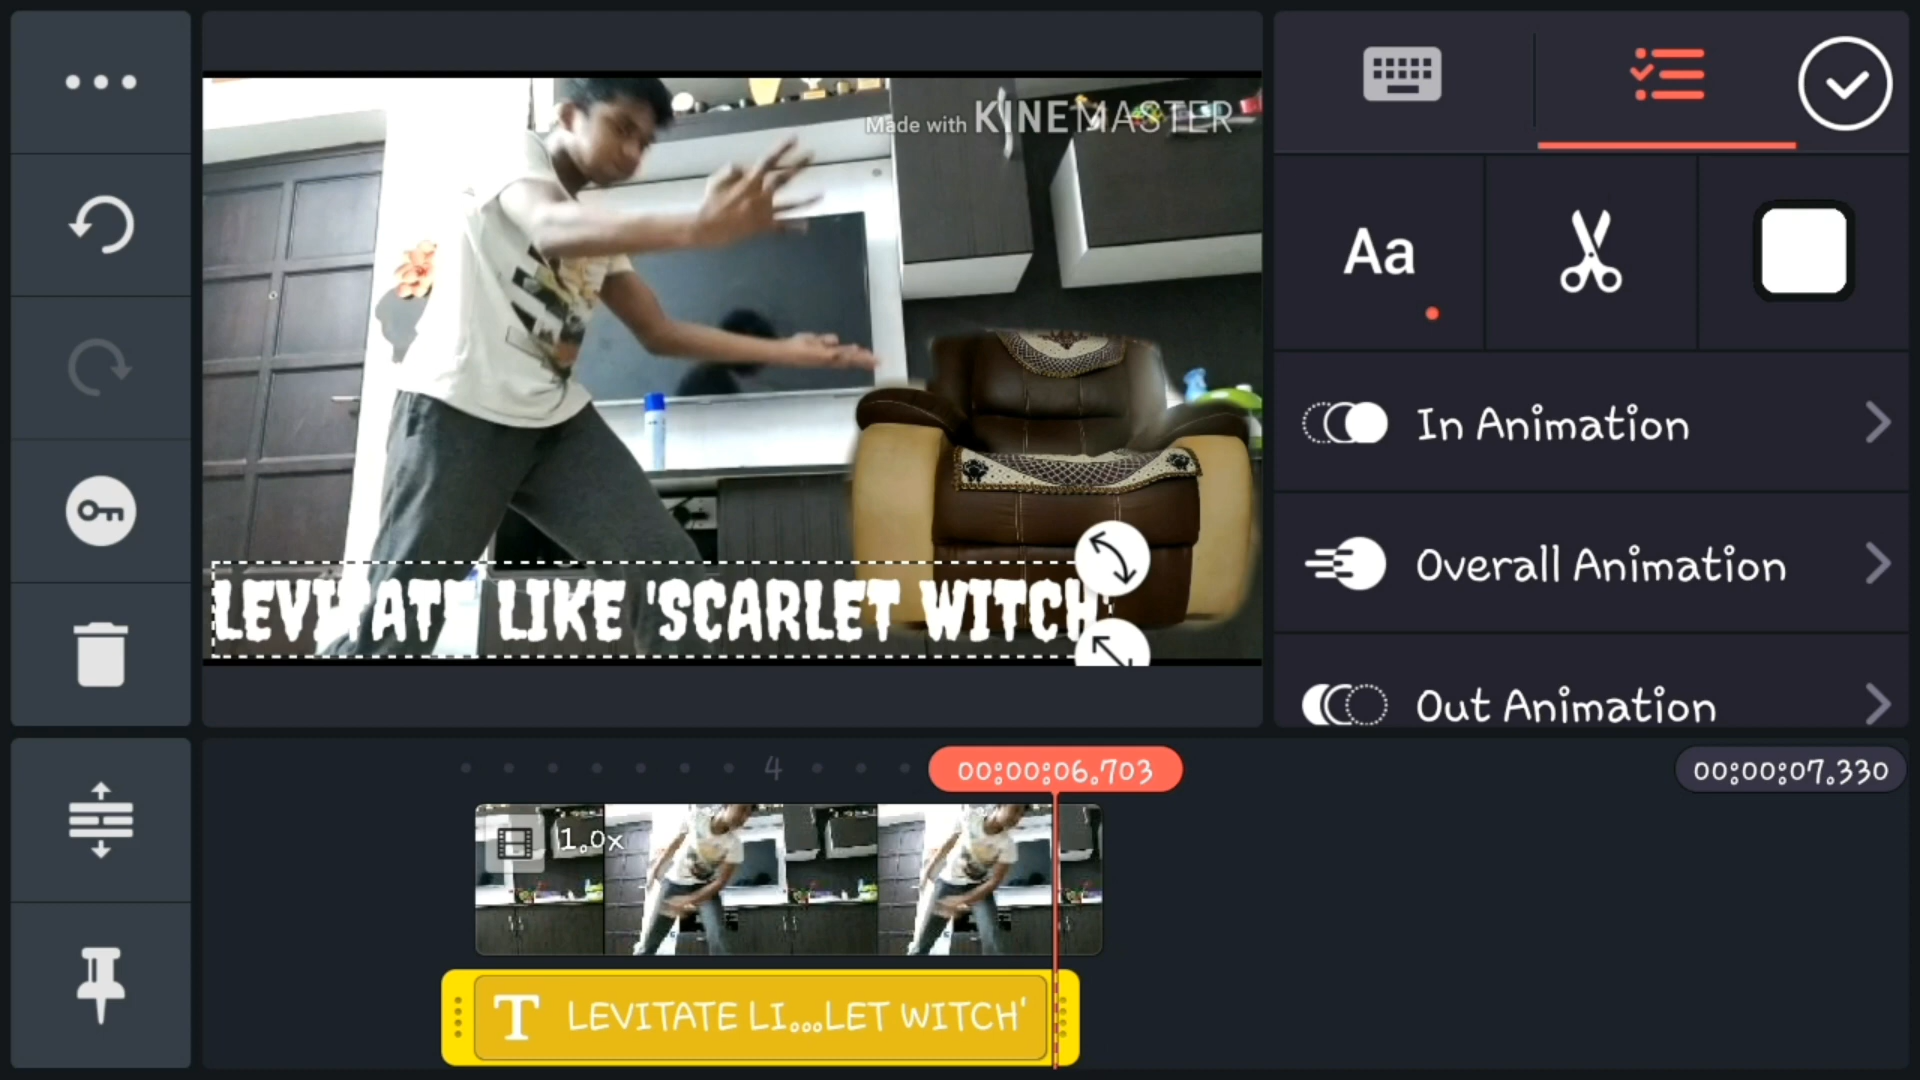 Made with KINEMASTER
LEVITATE LIKE 'SCARLET WITCH'
Aa
In Animation
Overall Animation
Out Animation
4
00:00:06.703
00:00:07.330
1.0x
T LEVITATE LI...LET WITCH'